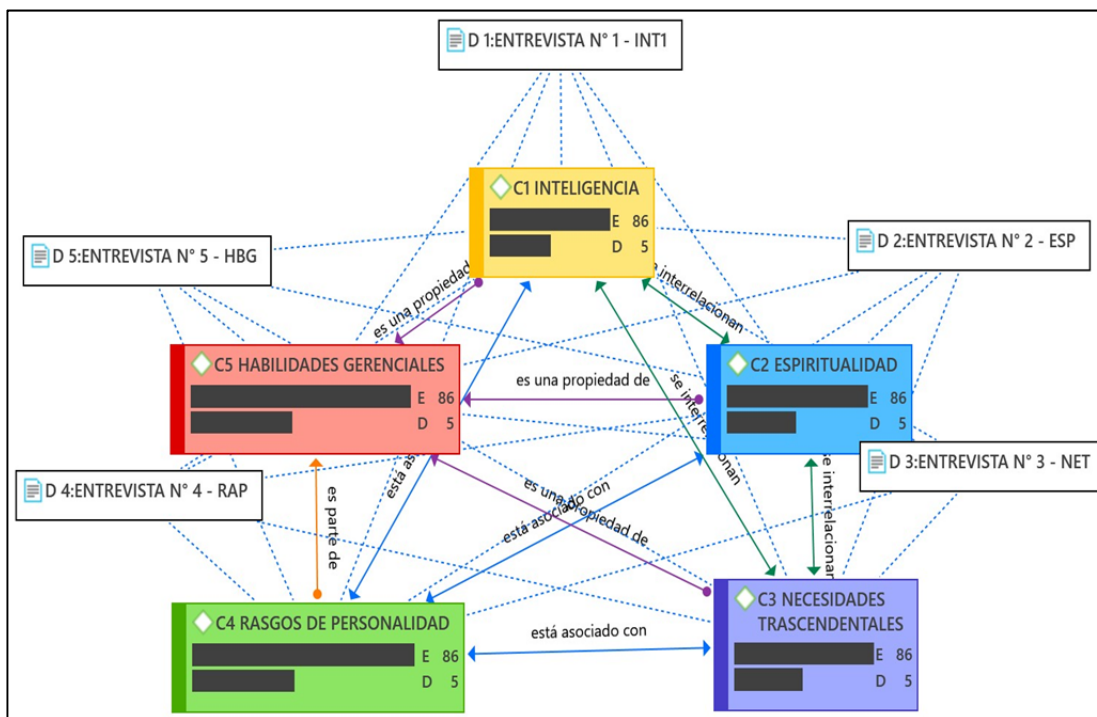 D 1:ENTREVISTA N° 1 - INT1
C1 INTELIGENCIA
E 86
D 5
D 5:ENTREVISTA N° 5 - HBG
D 2:ENTREVISTA N° 2 - ESP
es una propiedad
interrelacionan
C5 HABILIDADES GERENCIALES
E 86
D 5
es una propiedad de
C2 ESPIRITUALIDAD
E 86
D 5
se interrelacionan
D 4:ENTREVISTA N° 4 - RAP
está
D 3:ENTREVISTA N° 3 - NET
es parte de
está asociado con
es una propiedad de
se interrelacionan
C4 RASGOS DE PERSONALIDAD
E 86
D 5
está asociado con
C3 NECESIDADES
TRASCENDENTALES
E 86
D 5